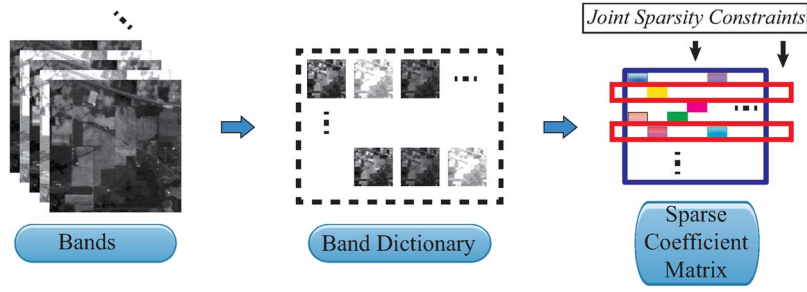 Joint Sparsity Constraints
Bands
Band Dictionary
Sparse
Coefficient
Matrix